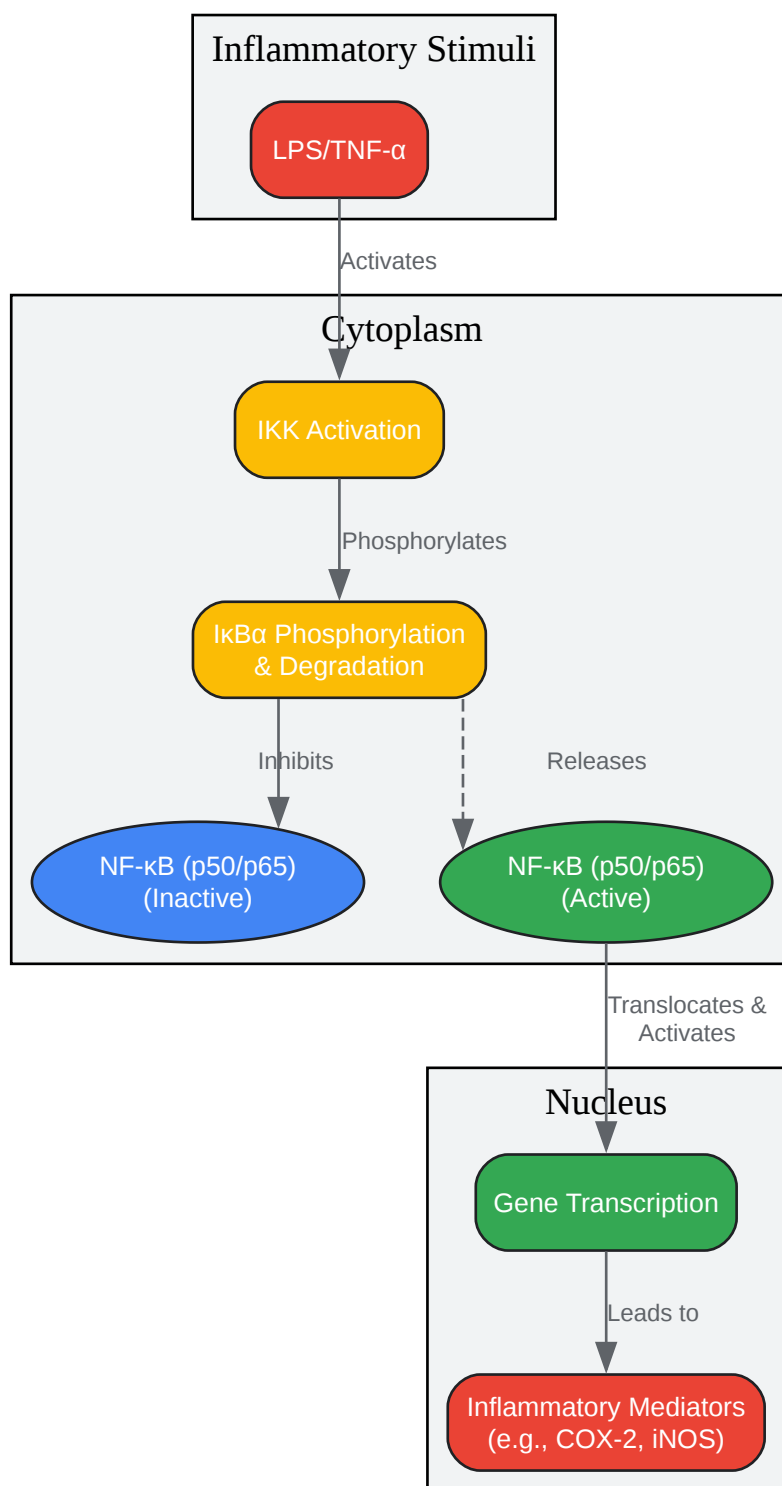 Inflammatory Stimuli
LPS/TNF-α
Activates
Cytoplasm
IKK Activation
Phosphorylates
IκBα Phosphorylation
& Degradation
Inhibits
Releases
NF-κB (p50/p65)
(Inactive)
NF-κB (p50/p65)
(Active)
Translocates &
Activates
Nucleus
Gene Transcription
Leads to
Inflammatory Mediators
(e.g., COX-2, iNOS)